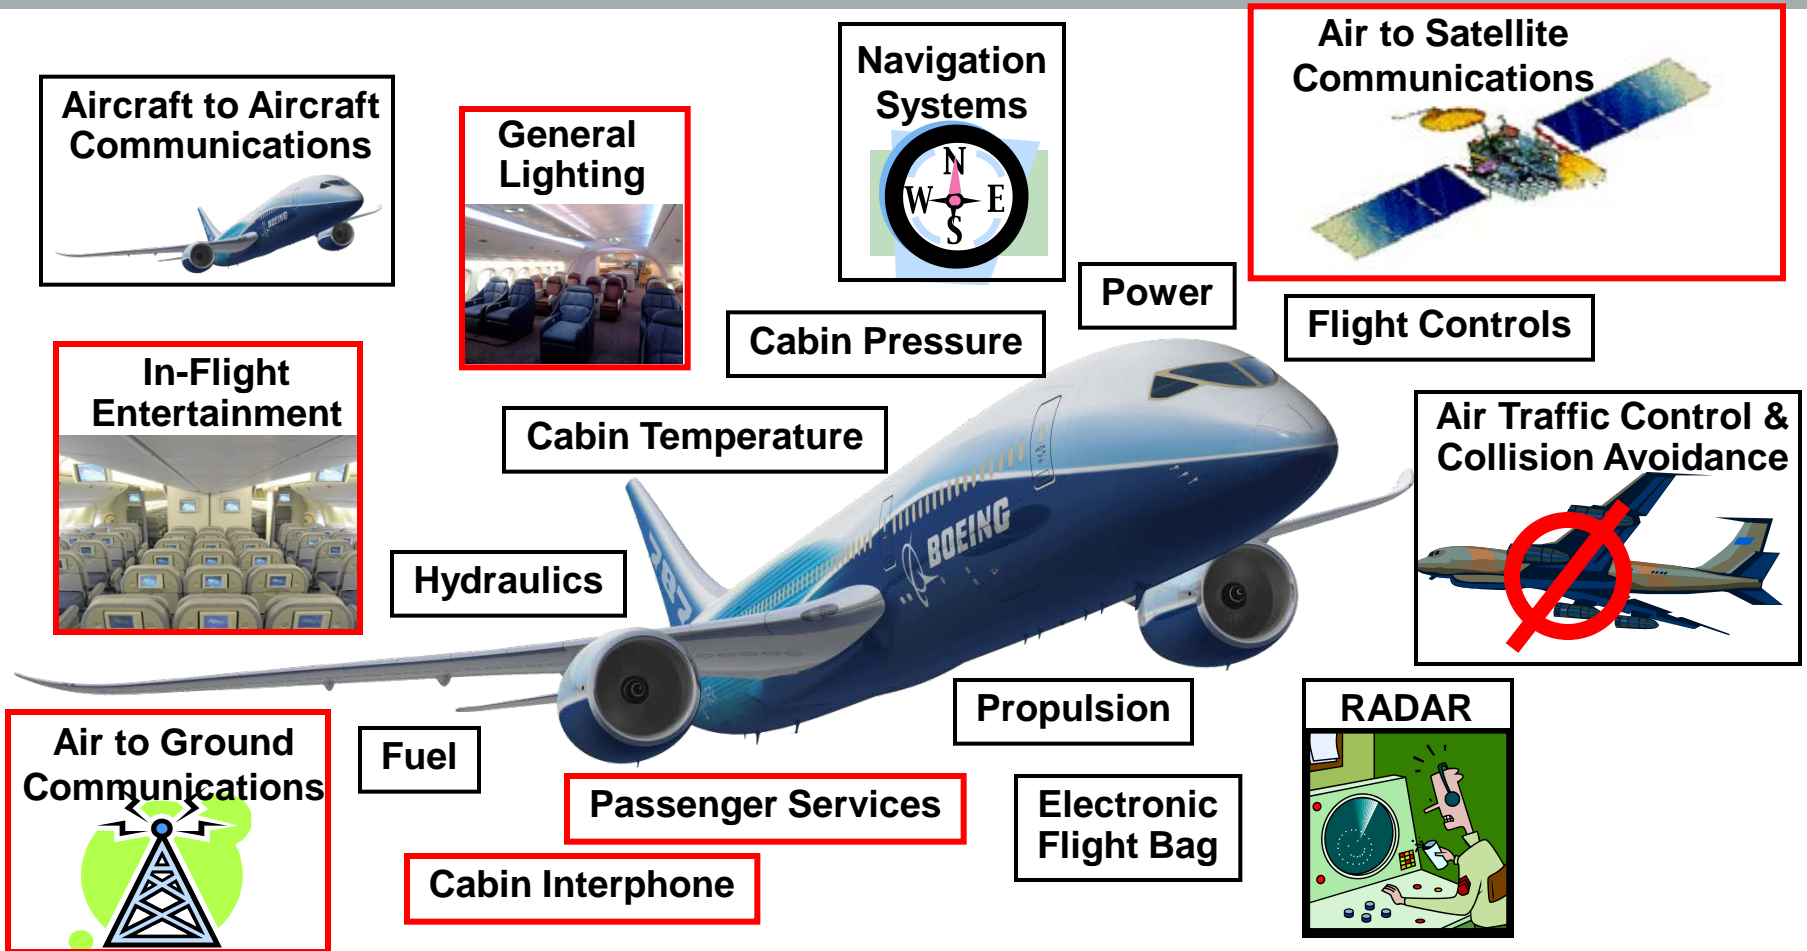 Aircraft to Aircraft
Communications
BOEING
General
Lighting
Navigation
Systems
N
W E
S
Air to Satellite
Communications
Power
Flight Controls
Cabin Pressure
In-Flight
Entertainment
Cabin Temperature
Air Traffic Control &
Collision Avoidance
BOEING
787
Hydraulics
Propulsion
RADAR
Air to Ground
Communications
Fuel
Passenger Services
Electronic
Flight Bag
Cabin Interphone